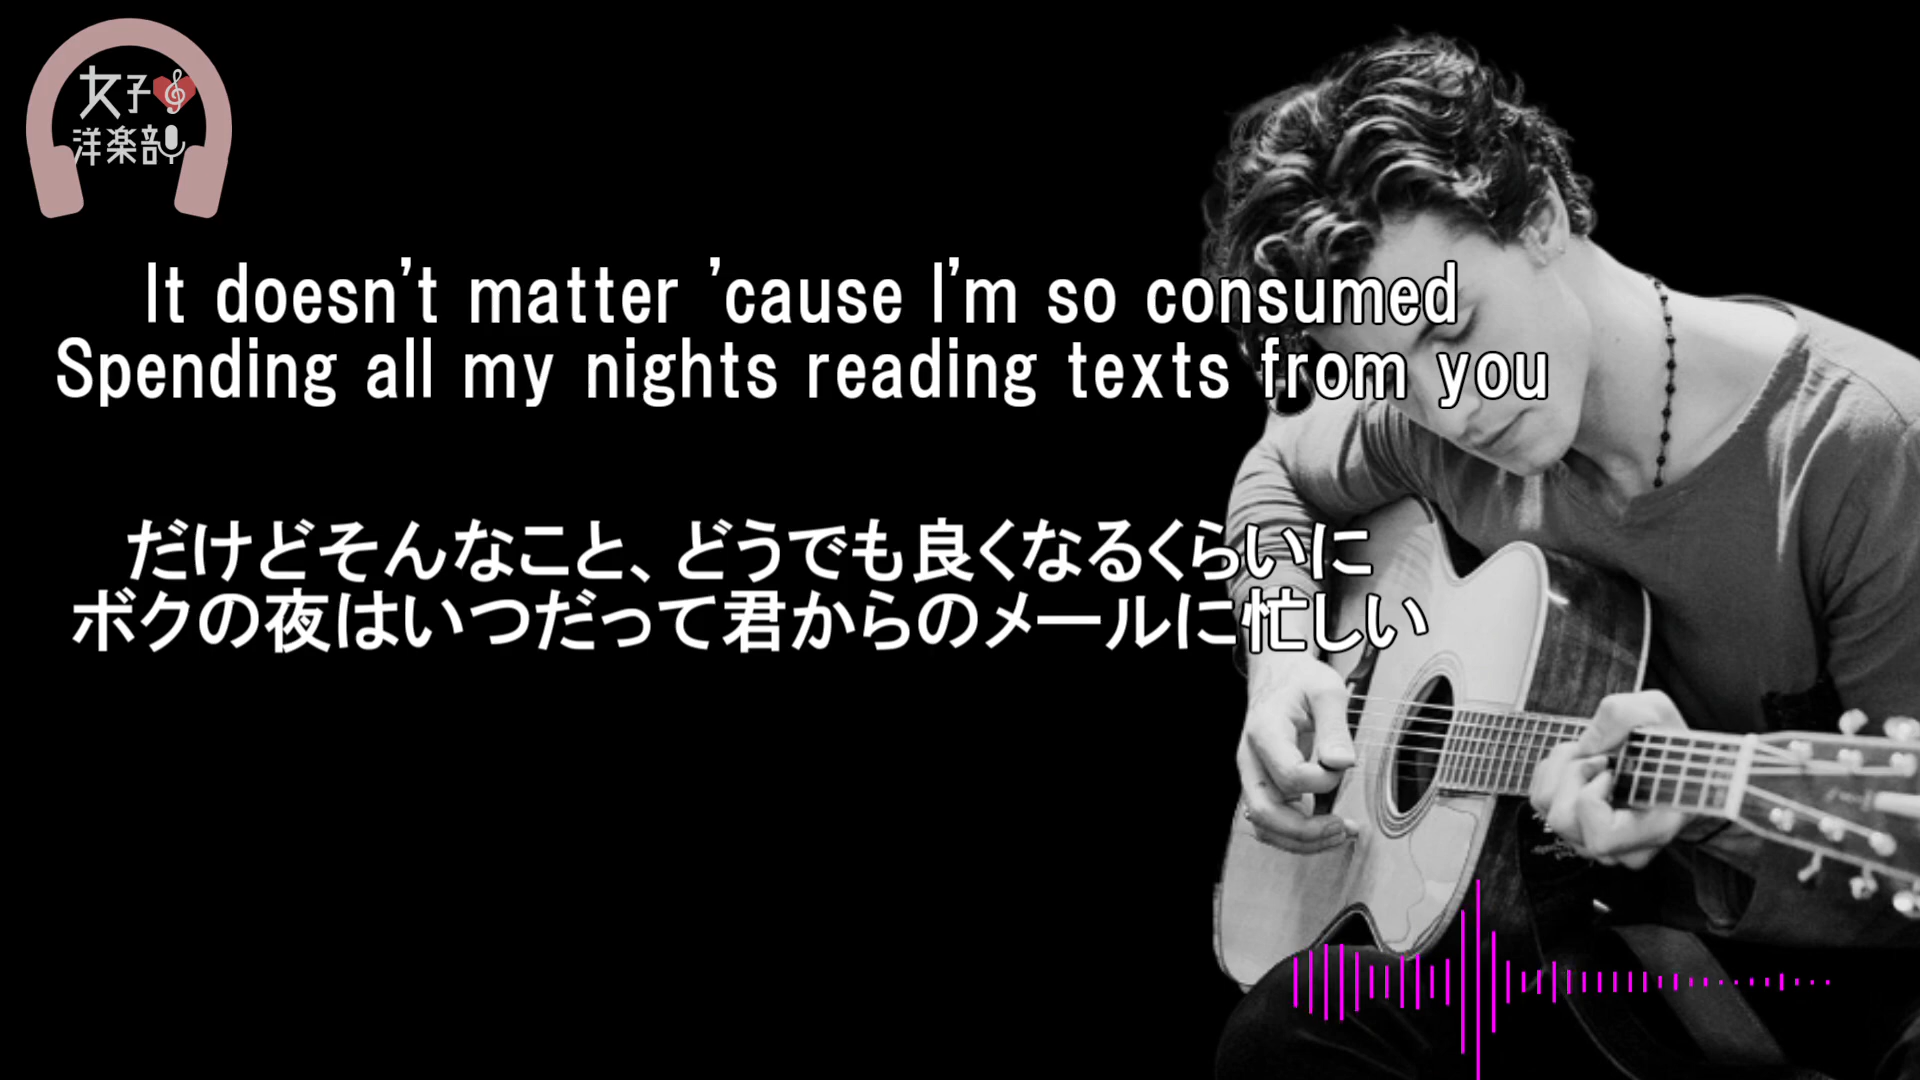 女子
洋楽部
It doesn't matter 'cause I'm so consumed
Spending all my nights reading texts from you
だけどそんなこと、どうでも良くなるくらいに
ボクの夜はいつだって君からのメールに忙しい